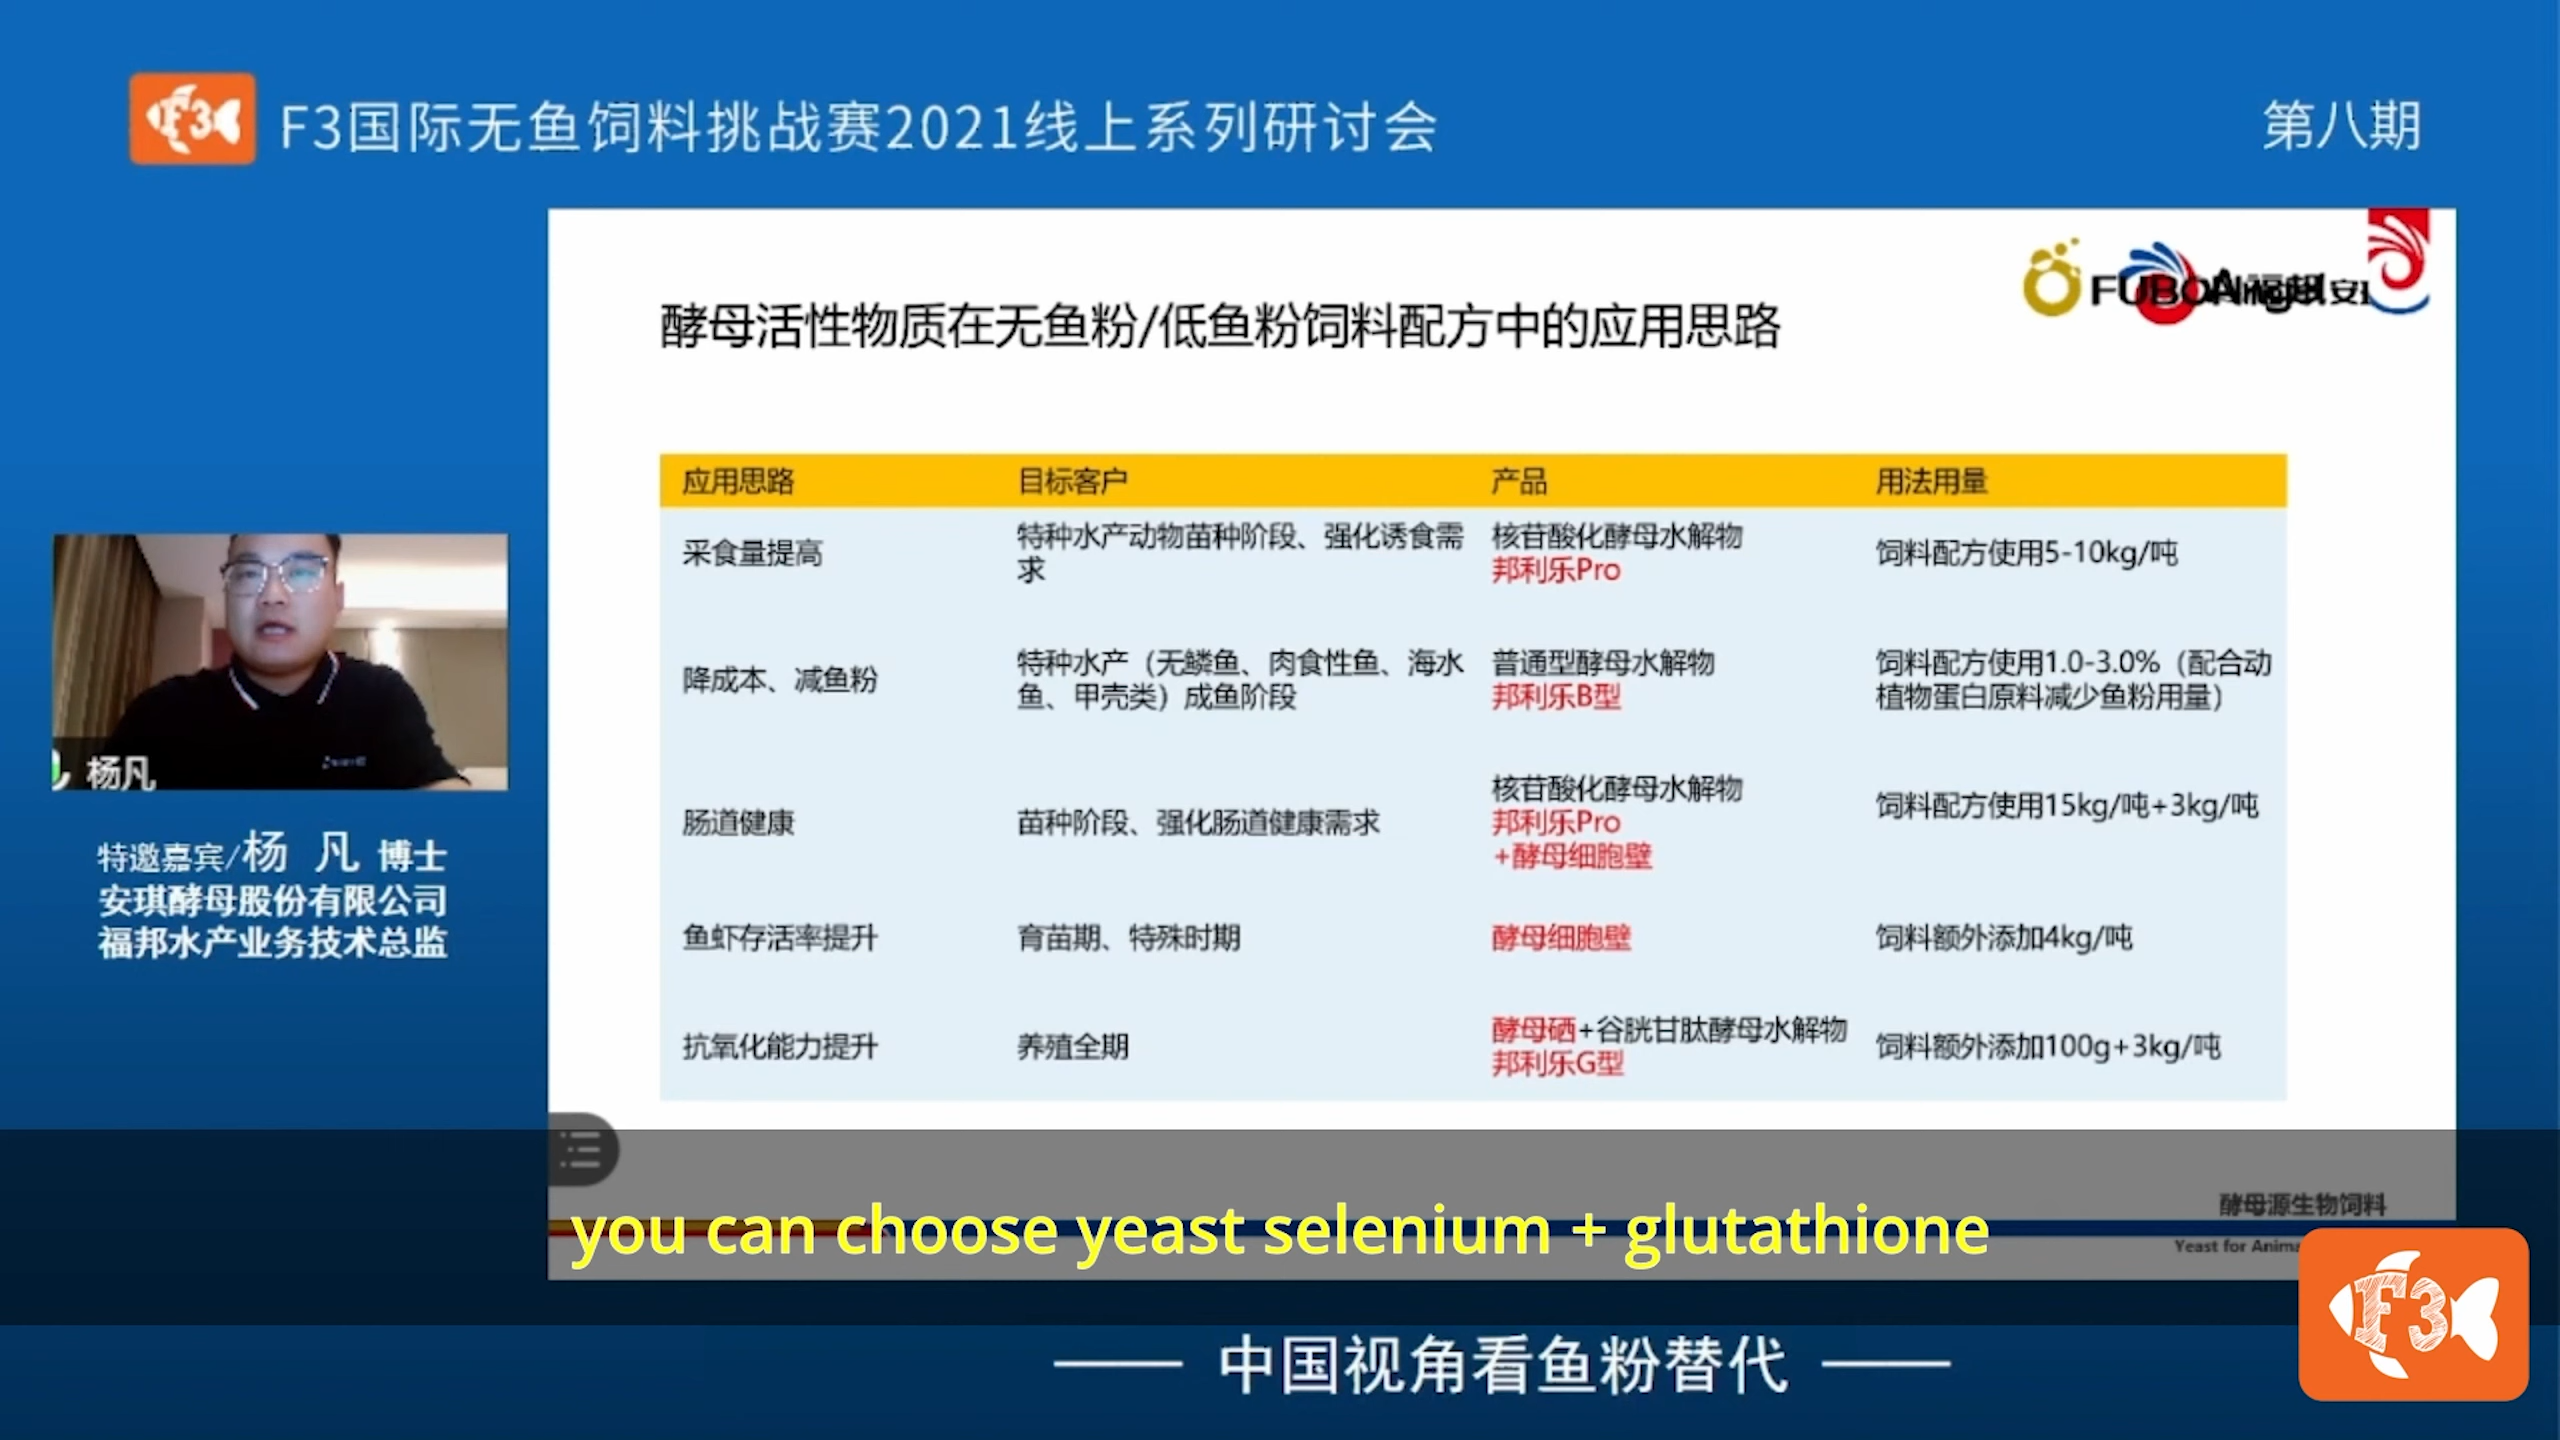 F3
F3国际无鱼饲料挑战赛2021线上系列研讨会
第八期
FUBON
Angel
酵母活性物质在无鱼粉/低鱼粉饲料配方中的应用思路
应用思路
目标客户
产品
用法用量
采食量提高
特种水产动物苗种阶段、强化诱食需
求
核苷酸化酵母水解物
邦利乐Pro
饲料配方使用5-10kg/吨
降成本、减鱼粉
特种水产（无鳞鱼、肉食性鱼、海水
鱼、甲壳类）成鱼阶段
普通型酵母水解物
邦利乐B型
饲料配方使用1.0-3.0%（配合动
植物蛋白原料减少鱼粉用量）
肠道健康
苗种阶段、强化肠道健康需求
核苷酸化酵母水解物
邦利乐Pro
+酵母细胞壁
饲料配方使用15kg/吨+3kg/吨
鱼虾存活率提升
育苗期、特殊时期
酵母细胞壁
饲料额外添加4kg/吨
抗氧化能力提升
养殖全期
酵母硒+谷胱甘肽酵母水解物
邦利乐G型
饲料额外添加100g+3kg/吨
杨凡
特邀嘉宾/杨 凡 博士
安琪酵母股份有限公司
福邦水产业务技术总监
酵母源生物饲料
Yeast for Anima
you can choose yeast selenium + glutathione
F3
中国视角看鱼粉替代